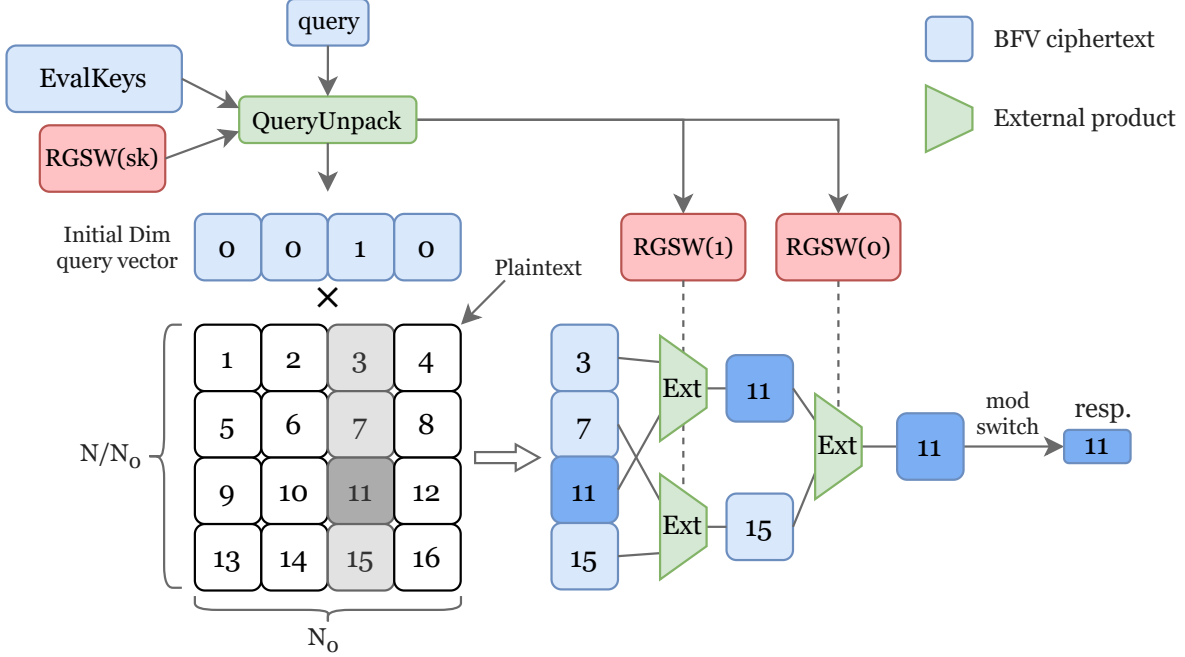 query
BFV ciphertext
EvalKeys
QueryUnpack
External product
RGSW(sk)
Initial Dim
query vector
0 0 1 0
RGSW(1)
RGSW(0)
Plaintext
×
1 2 3 4
5 6 7 8
9 10 11 12
13 14 15 16
N/N₀
N₀
3
7
11
15
Ext
Ext
11
15
Ext
11
mod
switch
resp.
11